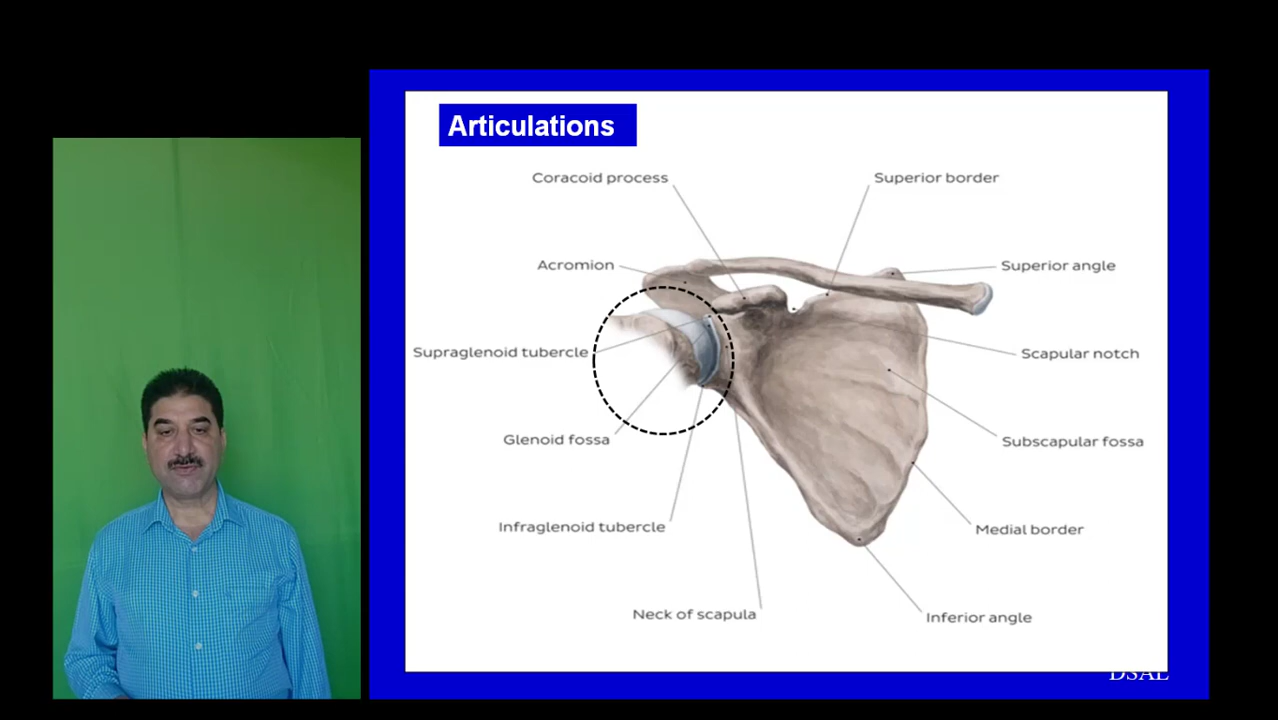 Articulations
Coracoid process
Superior border
Acromion
Superior angle
Supraglenoid tubercle
Scapular notch
Glenoid fossa
Subscapular fossa
Infraglenoid tubercle
Medial border
Neck of scapula
Inferior angle
DSAL